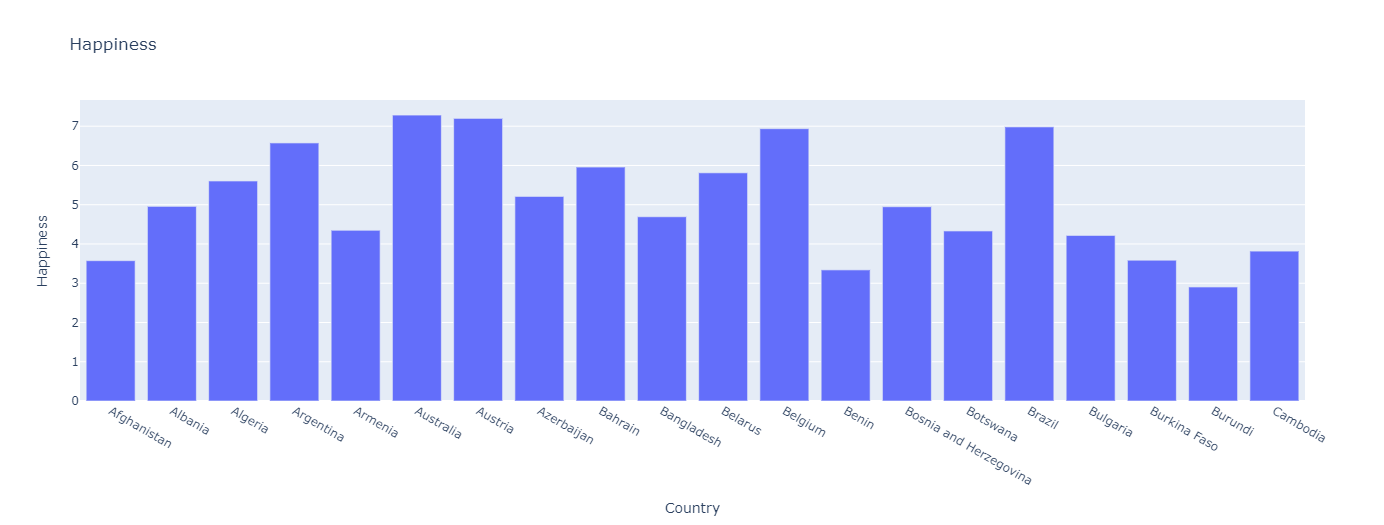 Happiness
Happiness
7
6
5
4
3
2
1
0
Afghanistan
Albania
Algeria
Argentina
Armenia
Australia
Austria
Azerbaijan
Bahrain
Bangladesh
Belarus
Belgium
Benin
Bosnia and Herzegovina
Botswana
Brazil
Bulgaria
Burkina Faso
Burundi
Cambodia
Country